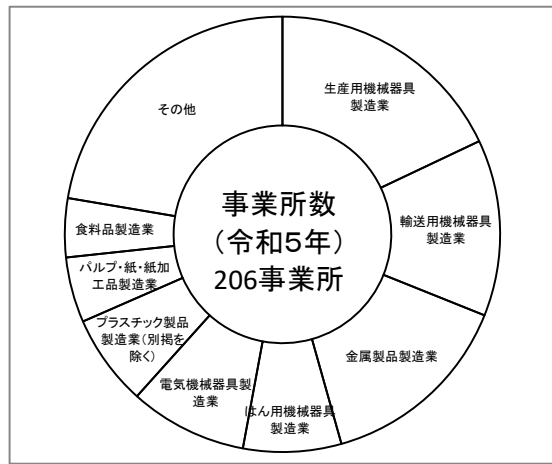 生産用機械器具
製造業
輸送用機械器具
製造業
金属製品製造業
はん用機械器具
製造業
電気機械器具製
造業
プラスチック製品
製造業(別掲を
除く)
パルプ・紙・紙加
工品製造業
食料品製造業
その他
事業所数
(令和5年)
206事業所